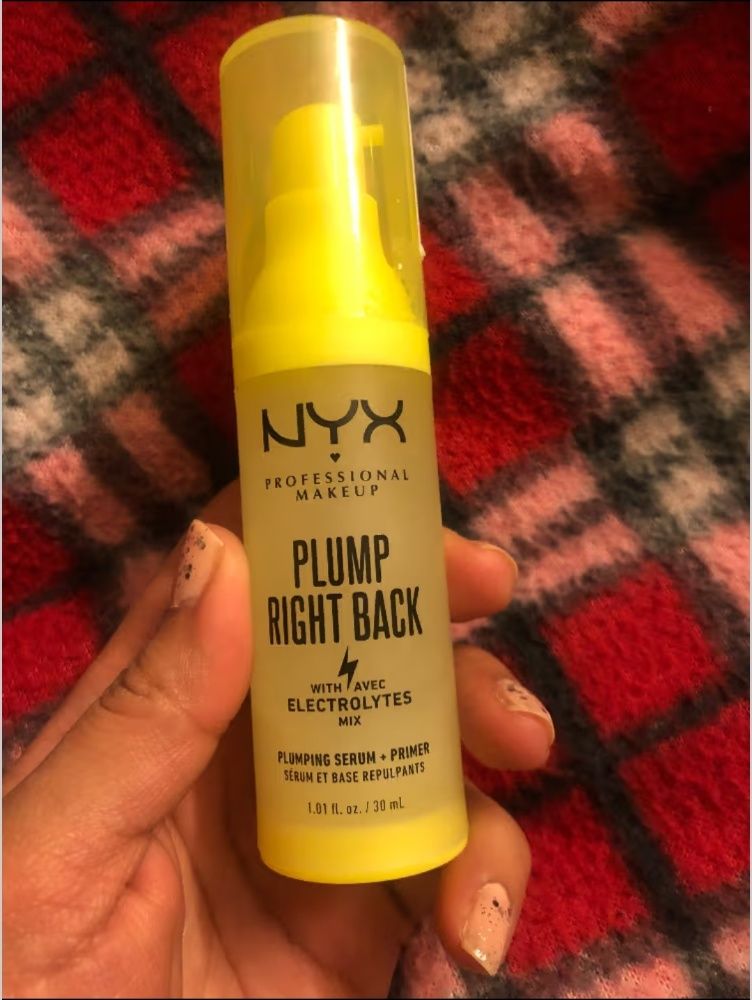 NYX
PROFESSIONAL
MAKEUP
PLUMP
RIGHT BACK
WITH AVEC
ELECTROLYTES
MIX
PLUMPING SERUM + PRIMER
SÉRUM ET BASE REPULPANTS
1.01 fl. oz. / 30 mL